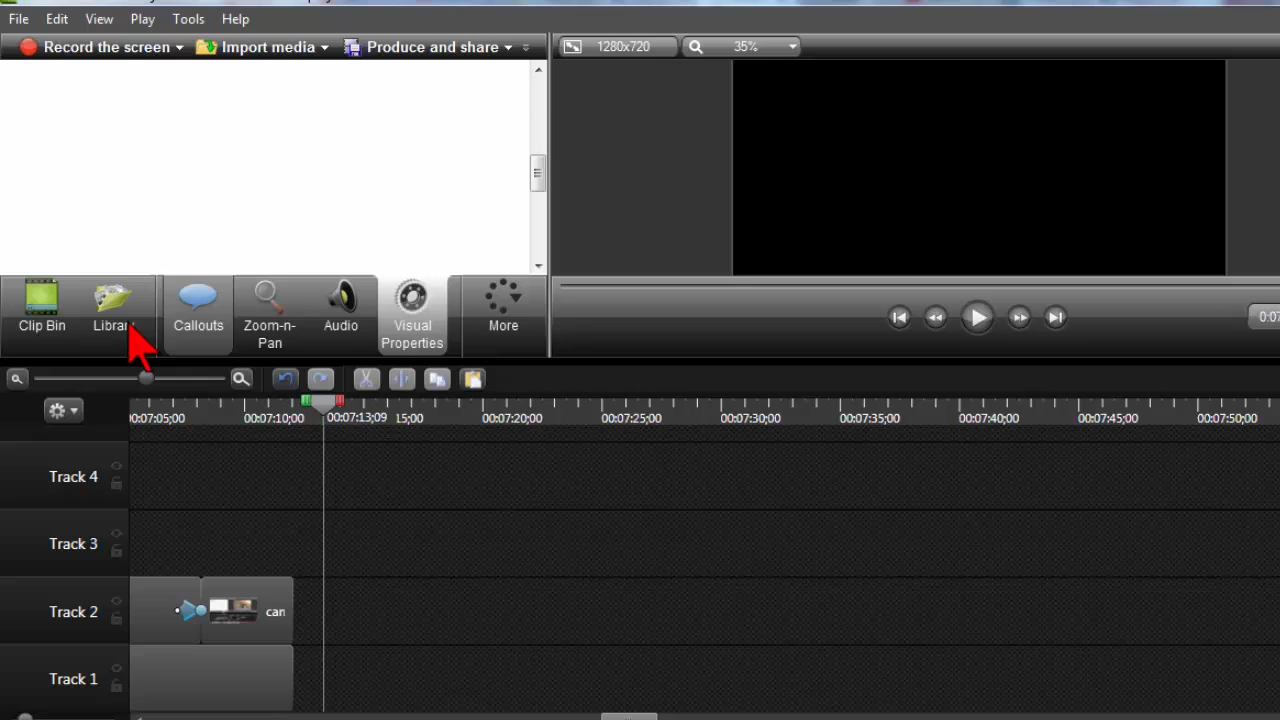 File Edit View Play Tools Help
Record the screen Import media Produce and share 1280x720 35%
Clip Bin Library Callouts Zoom-n-Pan Audio Visual Properties More
0:07
00:07:10;00 00:07:13;09 15;00 00:07:20;00 00:07:25;00 00:07:30;00 00:07:35;00 00:07:40;00 00:07:45;00 00:07:50;00
Track 4
Track 3
Track 2 can
Track 1